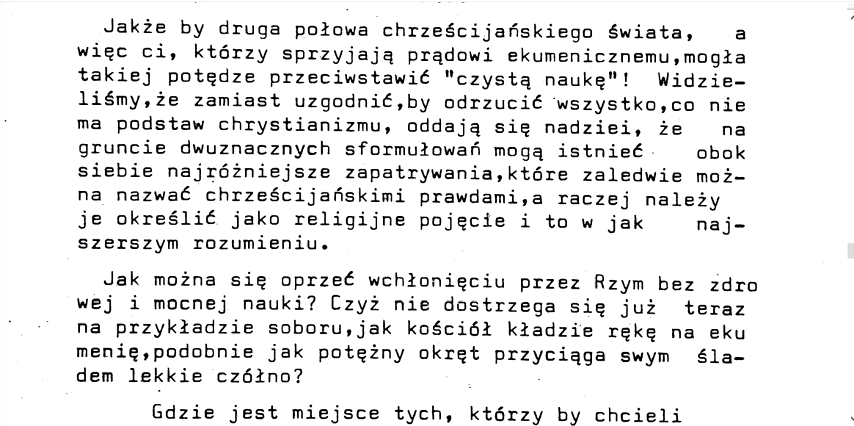 Jakże by druga połowa chrześcijańskiego świata, a
więc ci, którzy sprzyjają prądowi ekumenicznemu,mogła
takiej potędze przeciwstawić "czystą naukę"! Widzie-
liśmy,że zamiast uzgodnić,by odrzucić wszystko,co nie
ma podstaw chrystianizmu, oddają się nadziei, że na
gruncie dwuznacznych sformułowań mogą istnieć obok
siebie najróżniejsze zapatrywania,które zaledwie moż-
na nazwać chrześcijańskimi prawdami,a raczej należy
je określić jako religijne pojęcie i to w jak naj-
szerszym rozumieniu.
Jak można się oprzeć wchłonięciu przez Rzym bez zdro
wej i mocnej nauki? Czyż nie dostrzega się już teraz
na przykładzie soboru,jak kościół kładzie rękę na eku
menię,podobnie jak potężny okręt przyciąga swym śla-
dem lekkie czółno?
Gdzie jest miejsce tych, którzy by chcieli